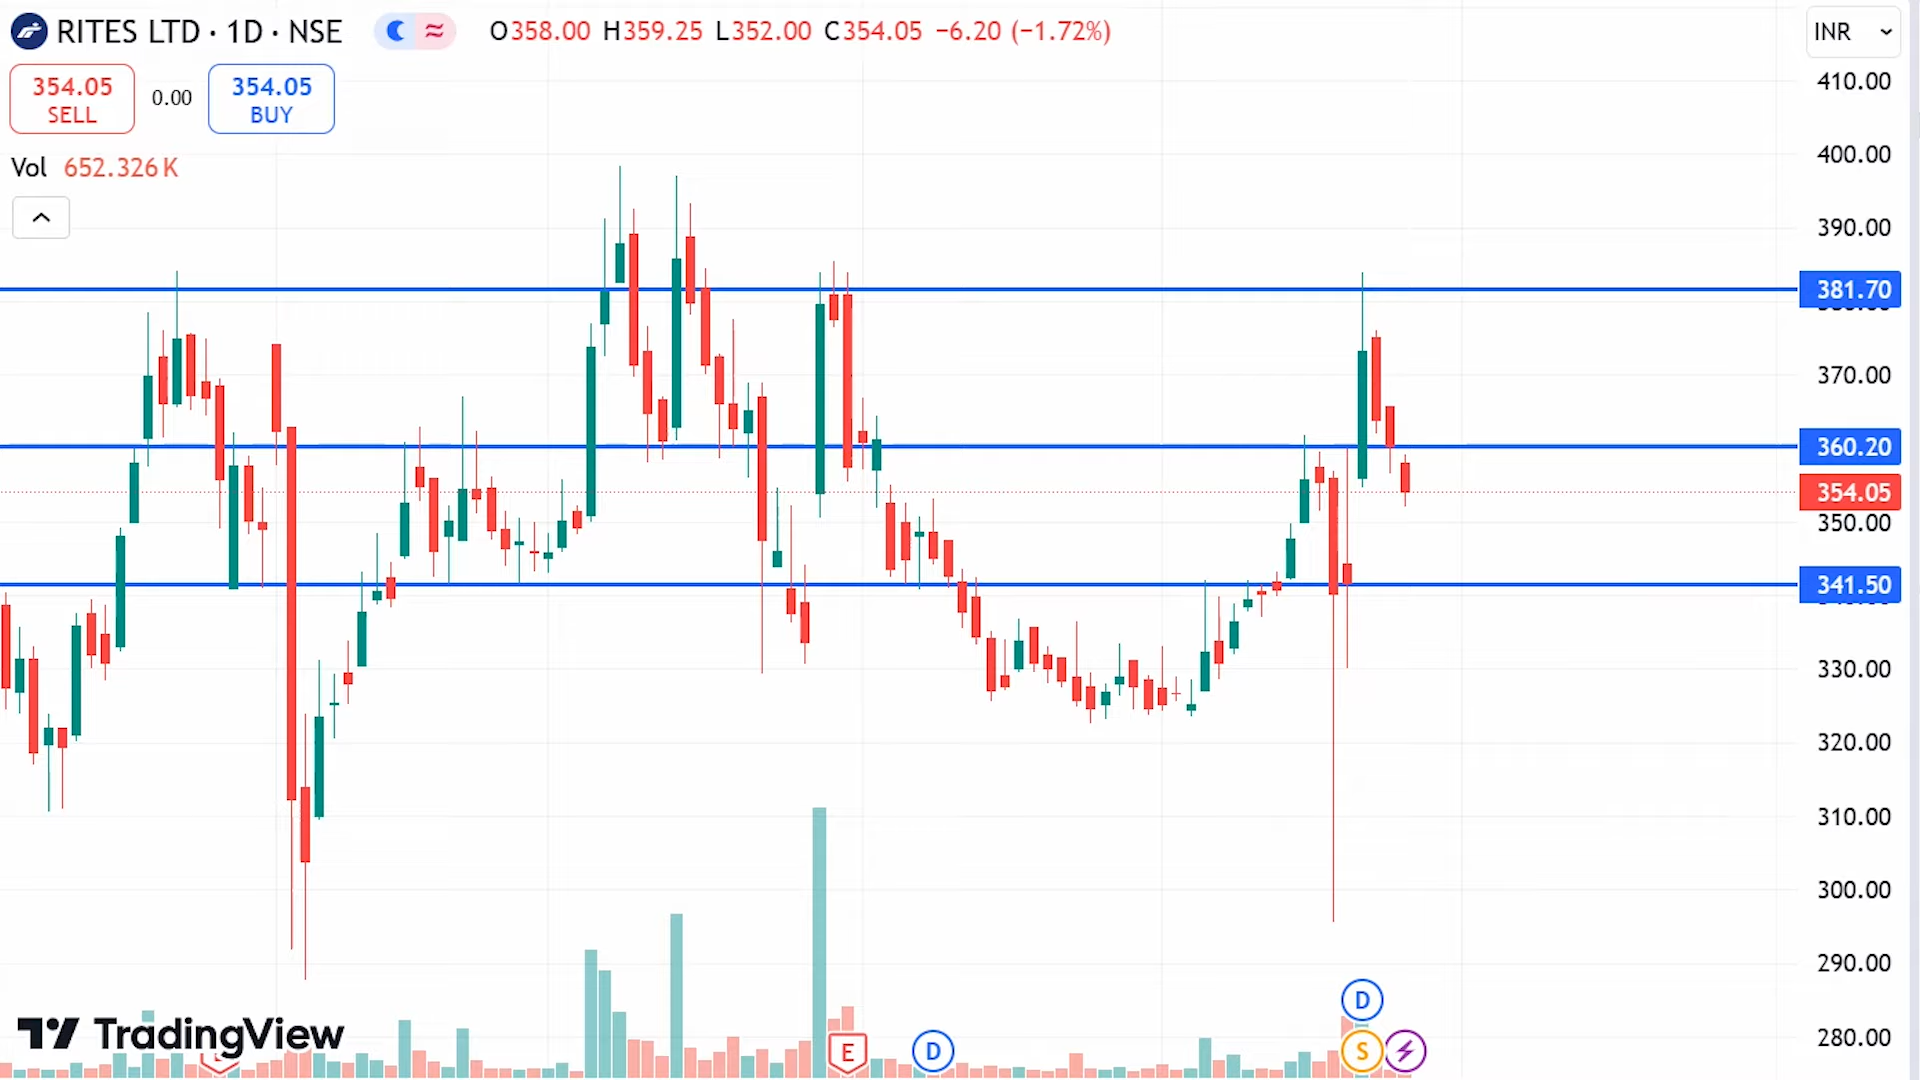 RITES LTD · 1D · NSE
O358.00 H359.25 L352.00 C354.05 −6.20 (−1.72%)
INR
354.05
SELL
0.00
354.05
BUY
Vol 652.326 K
410.00
400.00
390.00
381.70
370.00
360.20
354.05
350.00
341.50
330.00
320.00
310.00
300.00
290.00
280.00
D
E
D
S
TradingView